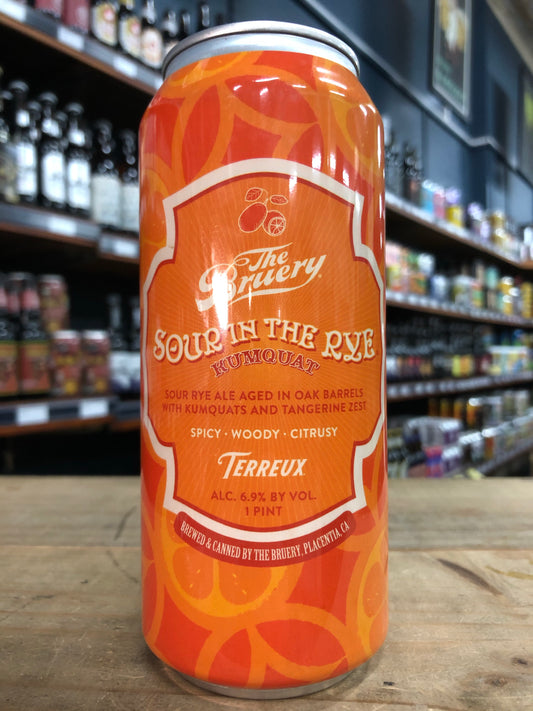 The
Bruery
SOUR IN THE RYE
KUMQUAT
SOUR RYE ALE AGED IN OAK BARRELS
WITH KUMQUATS AND TANGERINE ZEST
SPICY · WOODY · CITRUSY
TERREUX
ALC. 6.9% BY VOL.
1 PINT
BREWED & CANNED BY THE BRUERY, PLACENTIA, CA